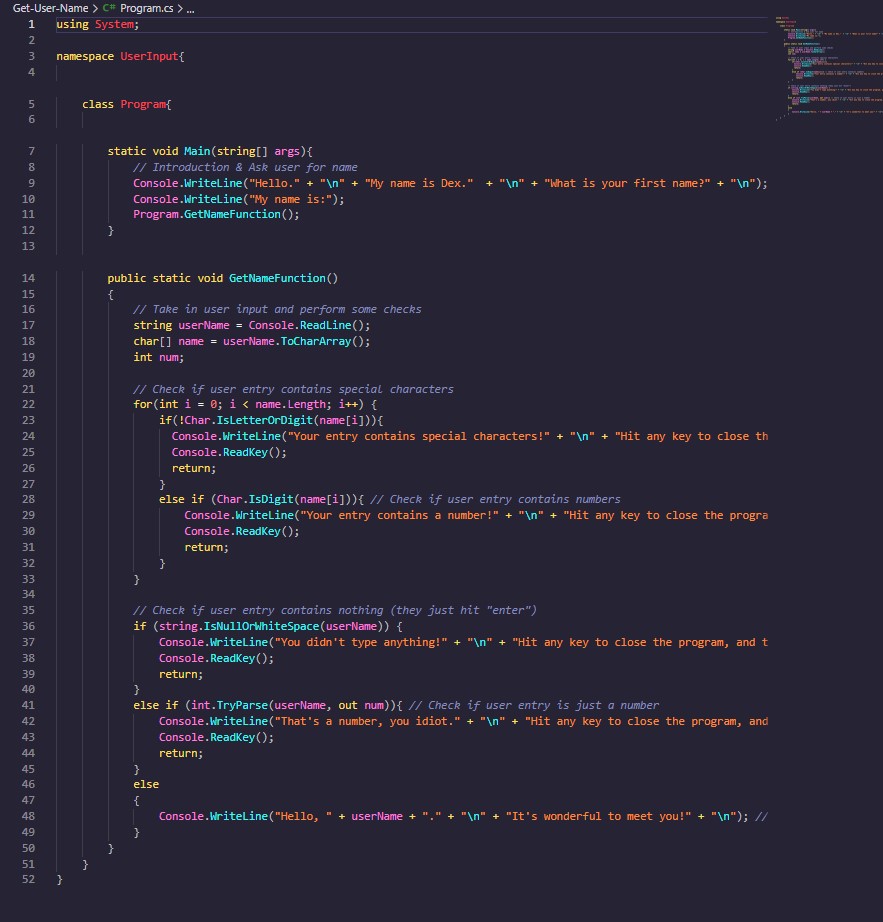 Get-User-Name > C# Program.cs > ...
1 using System;
2
3 namespace UserInput{
4
5 class Program{
6
7 static void Main(string[] args){
8 // Introduction & Ask user for name
9 Console.WriteLine("Hello." + "\n" + "My name is Dex."  + "\n" + "What is your first name?" + "\n");
10 Console.WriteLine("My name is:");
11 Program.GetNameFunction();
12 }
13
14 public static void GetNameFunction()
15 {
16 // Take in user input and perform some checks
17 string userName = Console.ReadLine();
18 char[] name = userName.ToCharArray();
19 int num;
20
21 // Check if user entry contains special characters
22 for(int i = 0; i < name.Length; i++) {
23 if(!Char.IsLetterOrDigit(name[i])){
24 Console.WriteLine("Your entry contains special characters!" + "\n" + "Hit any key to close th
25 Console.ReadKey();
26 return;
27 }
28 else if (Char.IsDigit(name[i])){ // Check if user entry contains numbers
29 Console.WriteLine("Your entry contains a number!" + "\n" + "Hit any key to close the progra
30 Console.ReadKey();
31 return;
32 }
33 }
34
35 // Check if user entry contains nothing (they just hit "enter")
36 if (string.IsNullOrWhiteSpace(userName)) {
37 Console.WriteLine("You didn't type anything!" + "\n" + "Hit any key to close the program, and t
38 Console.ReadKey();
39 return;
40 }
41 else if (int.TryParse(userName, out num)){ // Check if user entry is just a number
42 Console.WriteLine("That's a number, you idiot." + "\n" + "Hit any key to close the program, and
43 Console.ReadKey();
44 return;
45 }
46 else
47 {
48 Console.WriteLine("Hello, " + userName + "." + "\n" + "It's wonderful to meet you!" + "\n"); //
49 }
50 }
51 }
52 }